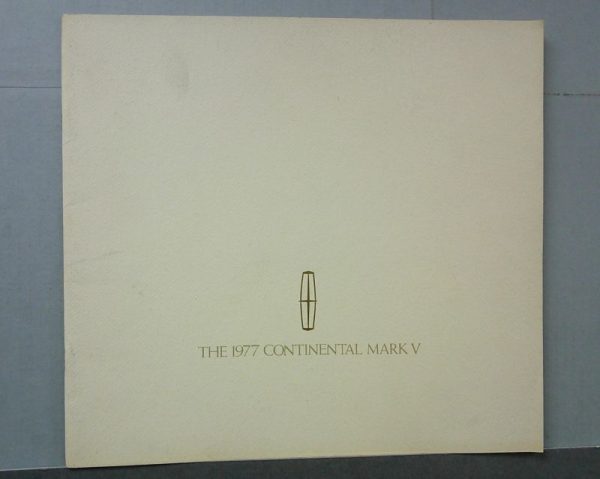 THE 1977 CONTINENTAL MARK V